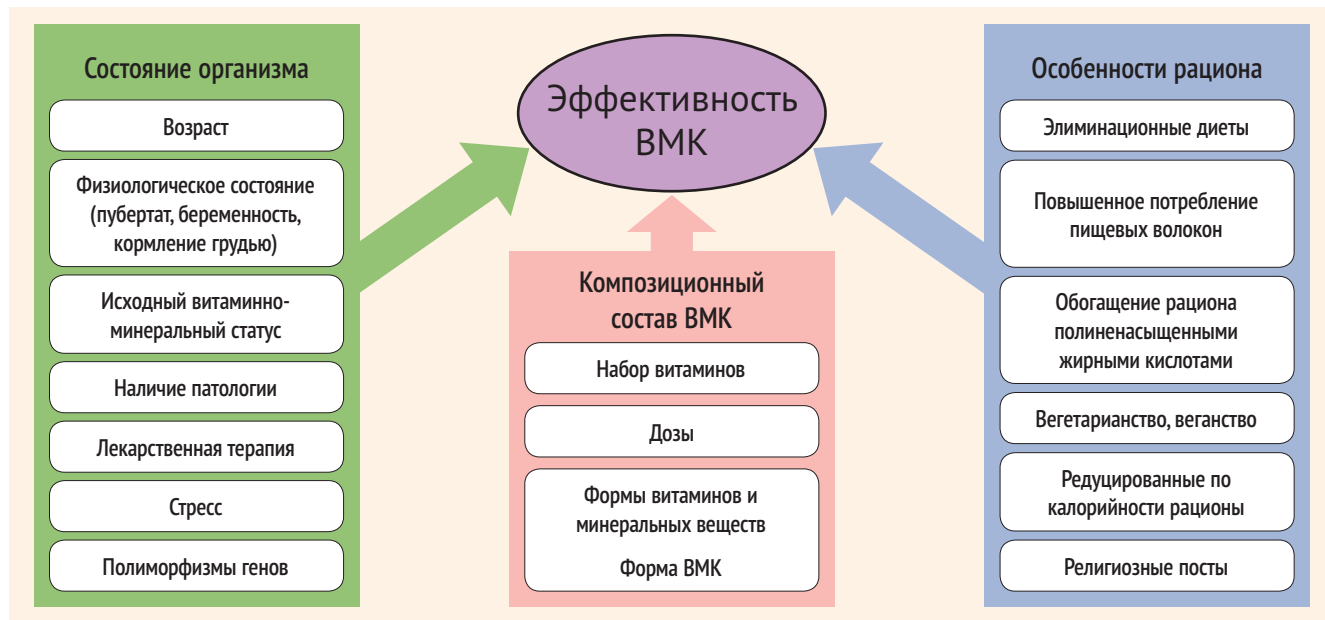 Состояние организма
Возраст
Физиологическое состояние
(пубертат, беременность,
кормление грудью)
Исходный витаминно-
минеральный статус
Наличие патологии
Лекарственная терапия
Стресс
Полиморфизмы генов
Эффективность
ВМК
Композиционный
состав ВМК
Набор витаминов
Дозы
Формы витаминов и
минеральных веществ
Форма ВМК
Особенности рациона
Элиминационные диеты
Повышенное потребление
пищевых волокон
Обогащение рациона
полиненасыщенными
жирными кислотами
Вегетарианство, веганство
Редуцированные по
калорийности рационы
Религиозные посты